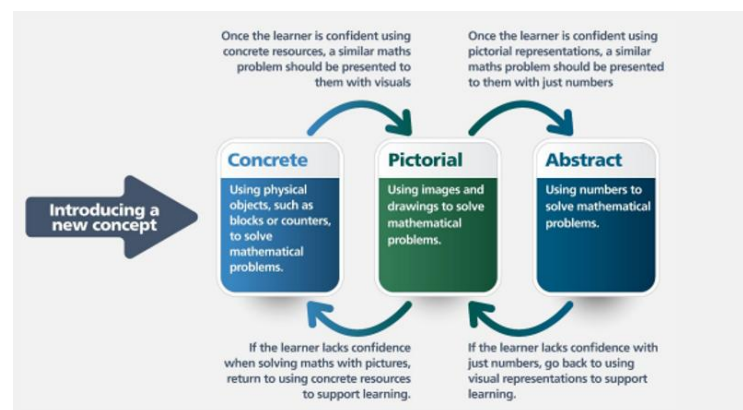 Once the learner is confident using
concrete resources, a similar maths
problem should be presented to
them with visuals
Once the learner is confident using
pictorial representations, a similar
maths problem should be presented
to them with just numbers
Introducing a
new concept
Concrete
Using physical
objects, such as
blocks or counters,
to solve
mathematical
problems.
Pictorial
Using images and
drawings to solve
mathematical
problems.
Abstract
Using numbers to
solve mathematical
problems.
If the learner lacks confidence
when solving maths with pictures,
return to using concrete resources
to support learning.
If the learner lacks confidence with
just numbers, go back to using
visual representations to support
learning.